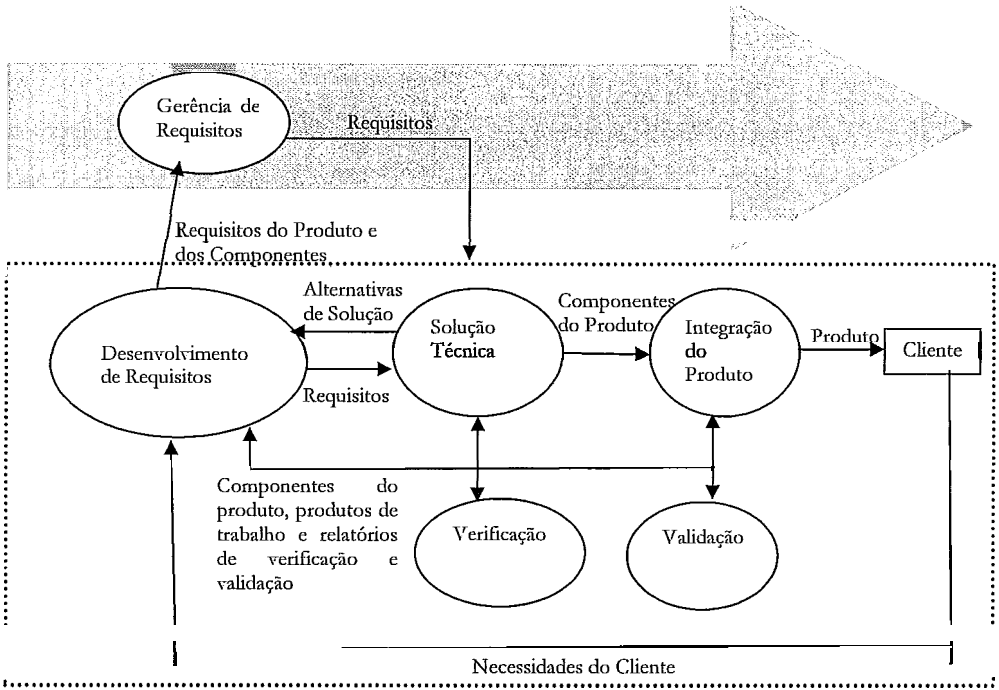 Gerência de
Requisitos
Requisitos
Requisitos do Produto e
dos Componentes
Alternativas
de Solução
Solução
Técnica
Componentes
do Produto
Integração
do
Produto
Produto
Cliente
Desenvolvimento
de Requisitos
Requisitos
Componentes do
produto, produtos de
trabalho e relatórios
de verificação e
validação
Verificação
Validação
Necessidades do Cliente